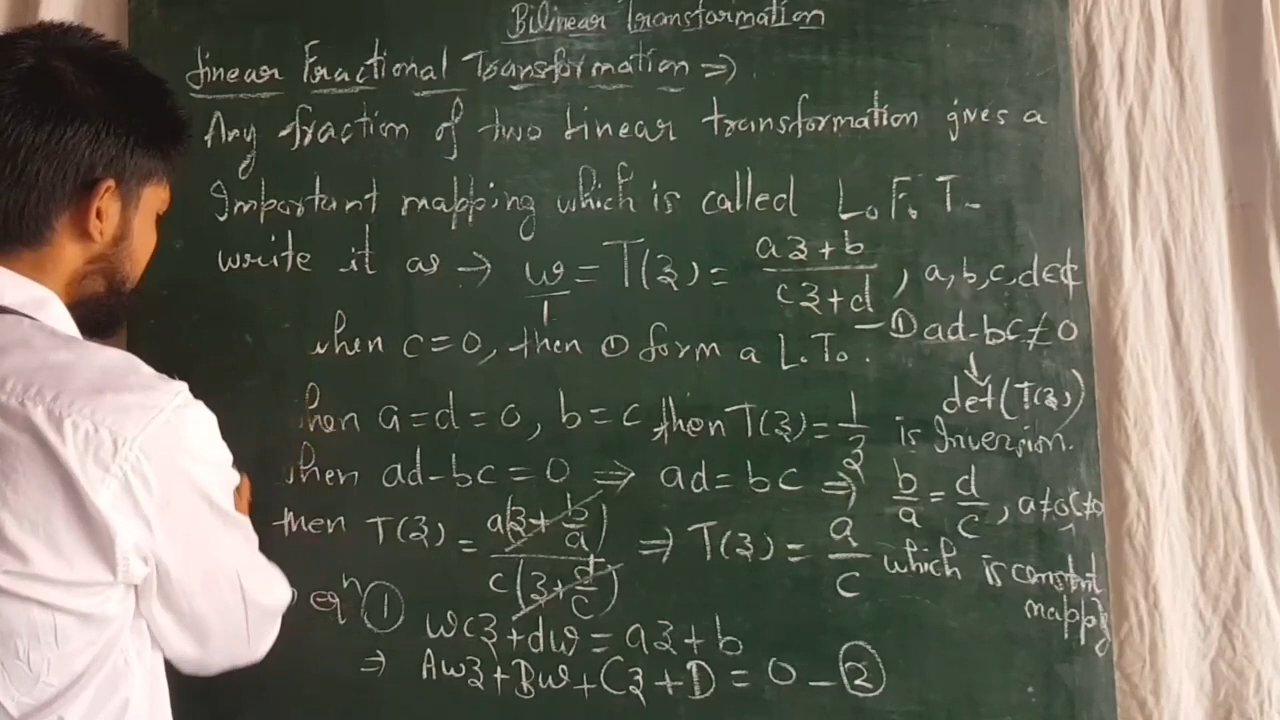 Bilinear Transformation
Linear Fractional Transformation ⇒
Any fraction of two linear transformation gives a
Important mapping which is called L.F.T.
write it as → w = T(z) = (az+b)/(cz+d), a, b, c, d ∈ ₵
— ① ad-bc≠0
↓
det(T(z))
when c=0, then ① form a L.T.
hen a=d=0, b=c then T(z) = 1/z is Inversion.
when ad-bc = 0 ⇒ ad=bc ⇒ b/a = d/c, a≠0 c≠0
then T(z) = a(z+b/a)/c(z+d/c) ⇒ T(z) = a/c which is constnt
mappg
eqⁿ ①
wcz+dw = az+b
⇒ Awz+Bw+Cz+D = 0 - ②